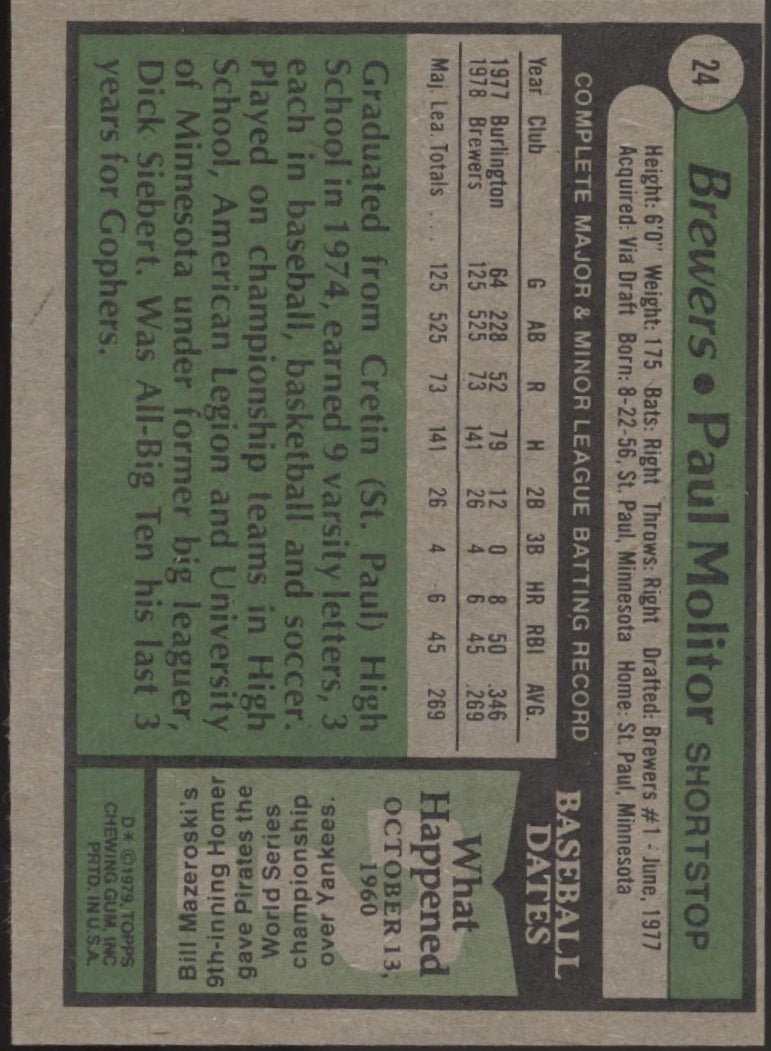 24
Brewers • Paul Molitor SHORTSTOP
Height: 6'0" Weight: 175 Bats: Right Throws: Right Drafted: Brewers #1 - June, 1977
Acquired: Via Draft Born: 8-22-56, St. Paul, Minnesota Home: St. Paul, Minnesota
COMPLETE MAJOR & MINOR LEAGUE BATTING RECORD
Year Club G AB R H 2B 3B HR RBI AVG.
1977 Burlington 64 228 52 79 12 0 8 50 .346
1978 Brewers 125 525 73 141 26 4 6 45 .269
Maj. Lea. Totals . . . 125 525 73 141 26 4 6 45 269
Graduated from Cretin (St. Paul) High
School in 1974, earned 9 varsity letters, 3
each in baseball, basketball and soccer.
Played on championship teams in High
School, American Legion and University
of Minnesota under former big leaguer,
Dick Siebert. Was All-Big Ten his last 3
years for Gophers.
BASEBALL
DATES
What
Happened
OCTOBER 13,
1960
Bill Mazeroski's
9th-inning Homer
gave Pirates the
World Series
championship
over Yankees.
D* ©1979, TOPPS
CHEWING GUM, INC
PRTD. IN U.S.A.